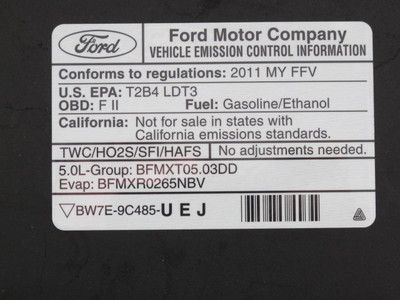 Ford
Ford Motor Company
VEHICLE EMISSION CONTROL INFORMATION
Conforms to regulations: 2011 MY FFV
U.S. EPA: T2B4 LDT3
OBD: F II Fuel: Gasoline/Ethanol
California: Not for sale in states with
California emissions standards.
TWC/HO2S/SFI/HAFS No adjustments needed.
5.0L-Group: BFMXT05.03DD
Evap: BFMXR0265NBV
BW7E-9C485-UEJ